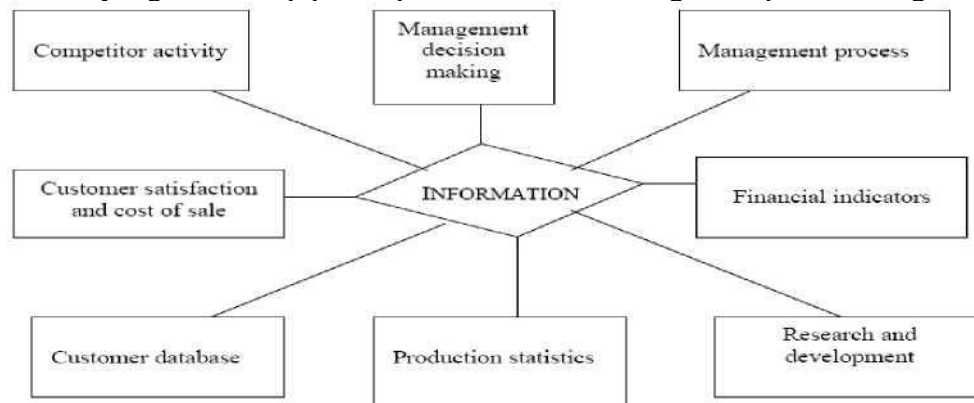 Competitor activity
Management
decision
making
Management process
Customer satisfaction
and cost of sale
INFORMATION
Financial indicators
Customer database
Production statistics
Research and
development